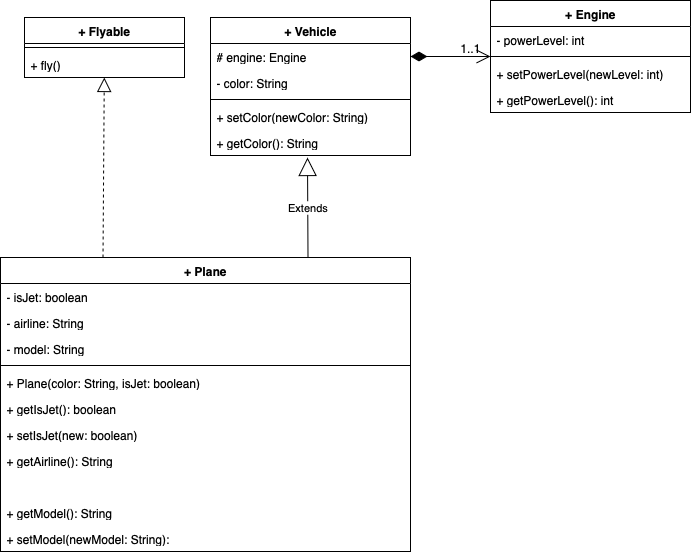 + Flyable
+ fly()
+ Vehicle
# engine: Engine
- color: String
+ setColor(newColor: String)
+ getColor(): String
1..1
+ Engine
- powerLevel: int
+ setPowerLevel(newLevel: int)
+ getPowerLevel(): int
Extends
+ Plane
- isJet: boolean
- airline: String
- model: String
+ Plane(color: String, isJet: boolean)
+ getIsJet(): boolean
+ setIsJet(new: boolean)
+ getAirline(): String
+ getModel(): String
+ setModel(newModel: String):